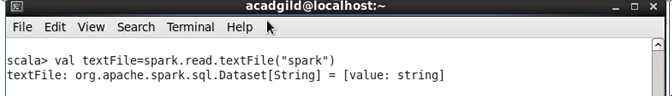 acadgild@localhost:~
File Edit View Search Terminal Help
scala> val textFile=spark.read.textFile("spark")
textFile: org.apache.spark.sql.Dataset[String] = [value: string]